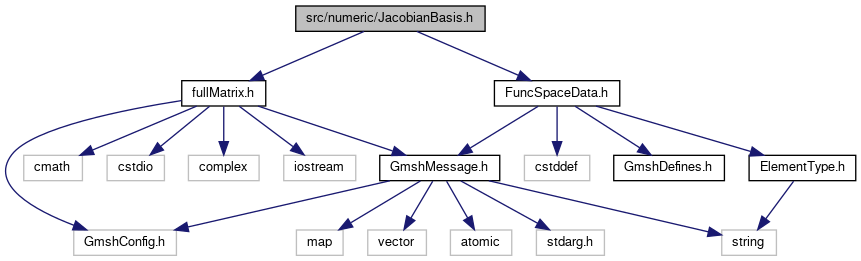 src/numeric/JacobianBasis.h
fullMatrix.h
FuncSpaceData.h
cmath
cstdio
complex
iostream
GmshMessage.h
cstddef
GmshDefines.h
ElementType.h
GmshConfig.h
map
vector
atomic
stdarg.h
string